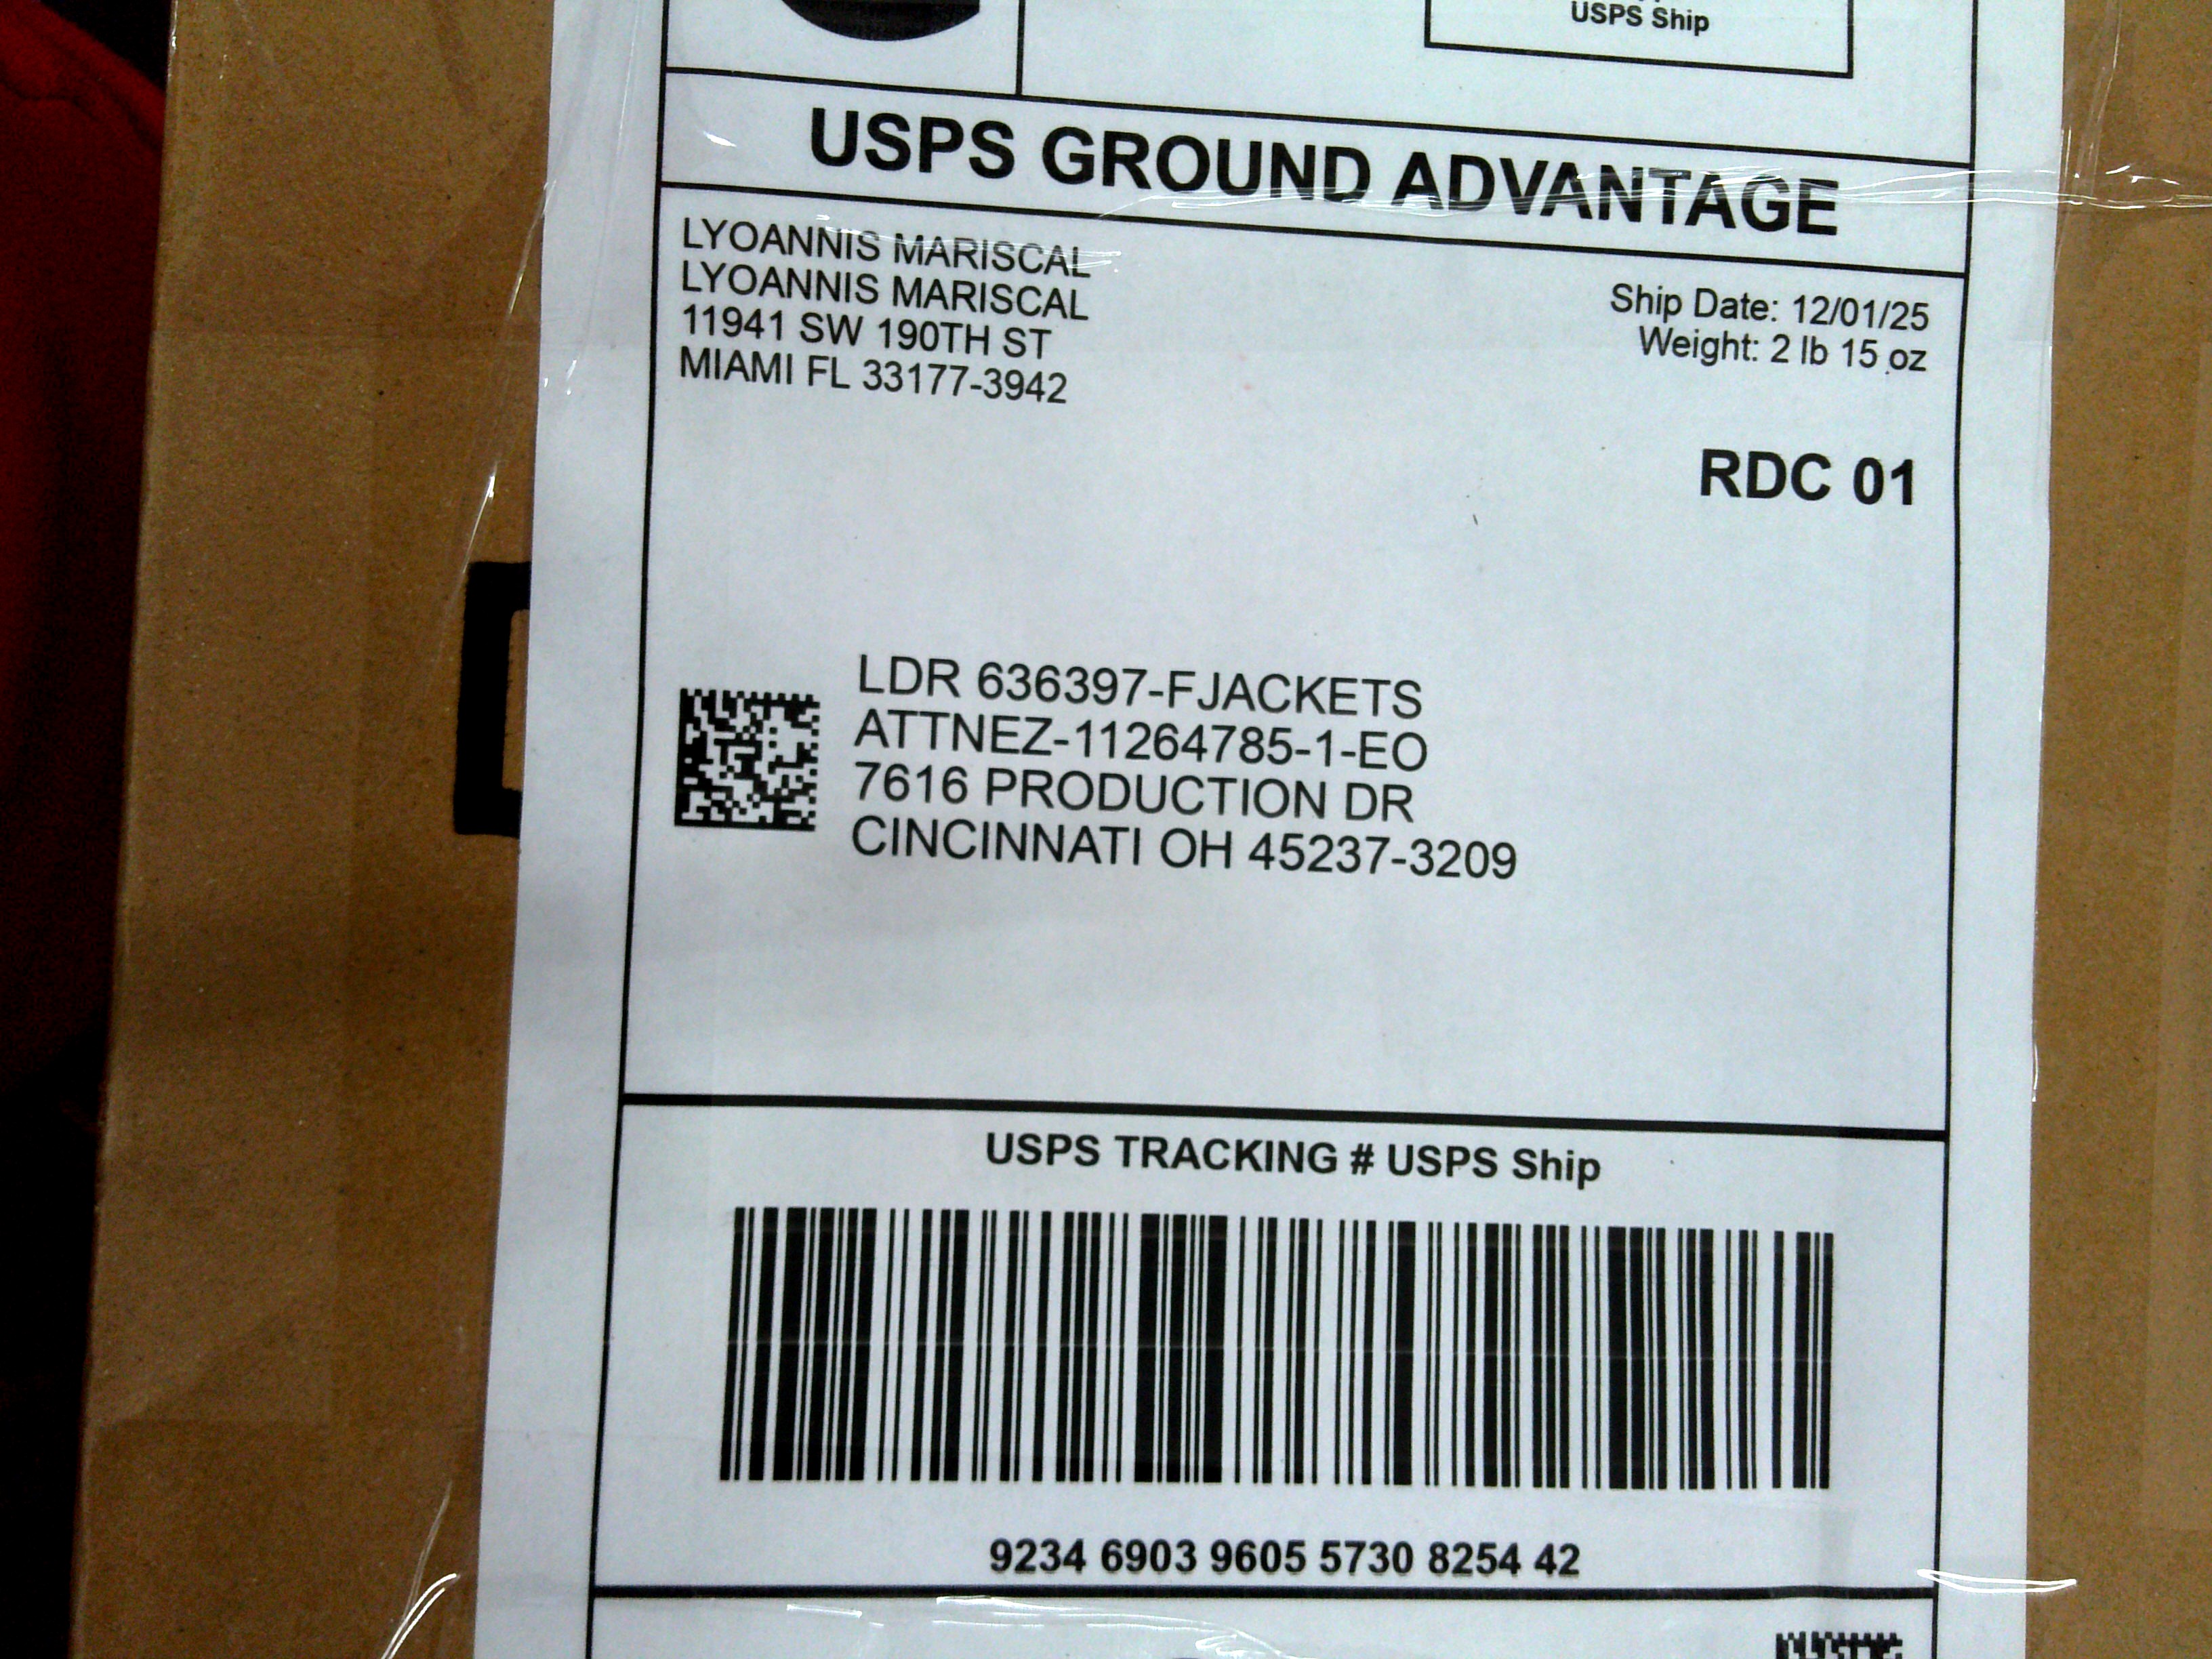 USPS Ship
USPS GROUND ADVANTAGE
LYOANNIS MARISCAL
LYOANNIS MARISCAL
11941 SW 190TH ST
MIAMI FL 33177-3942
Ship Date: 12/01/25
Weight: 2 lb 15 oz
RDC 01
LDR 636397-FJACKETS
ATTNEZ-11264785-1-EO
7616 PRODUCTION DR
CINCINNATI OH 45237-3209
USPS TRACKING # USPS Ship
9234 6903 9605 5730 8254 42